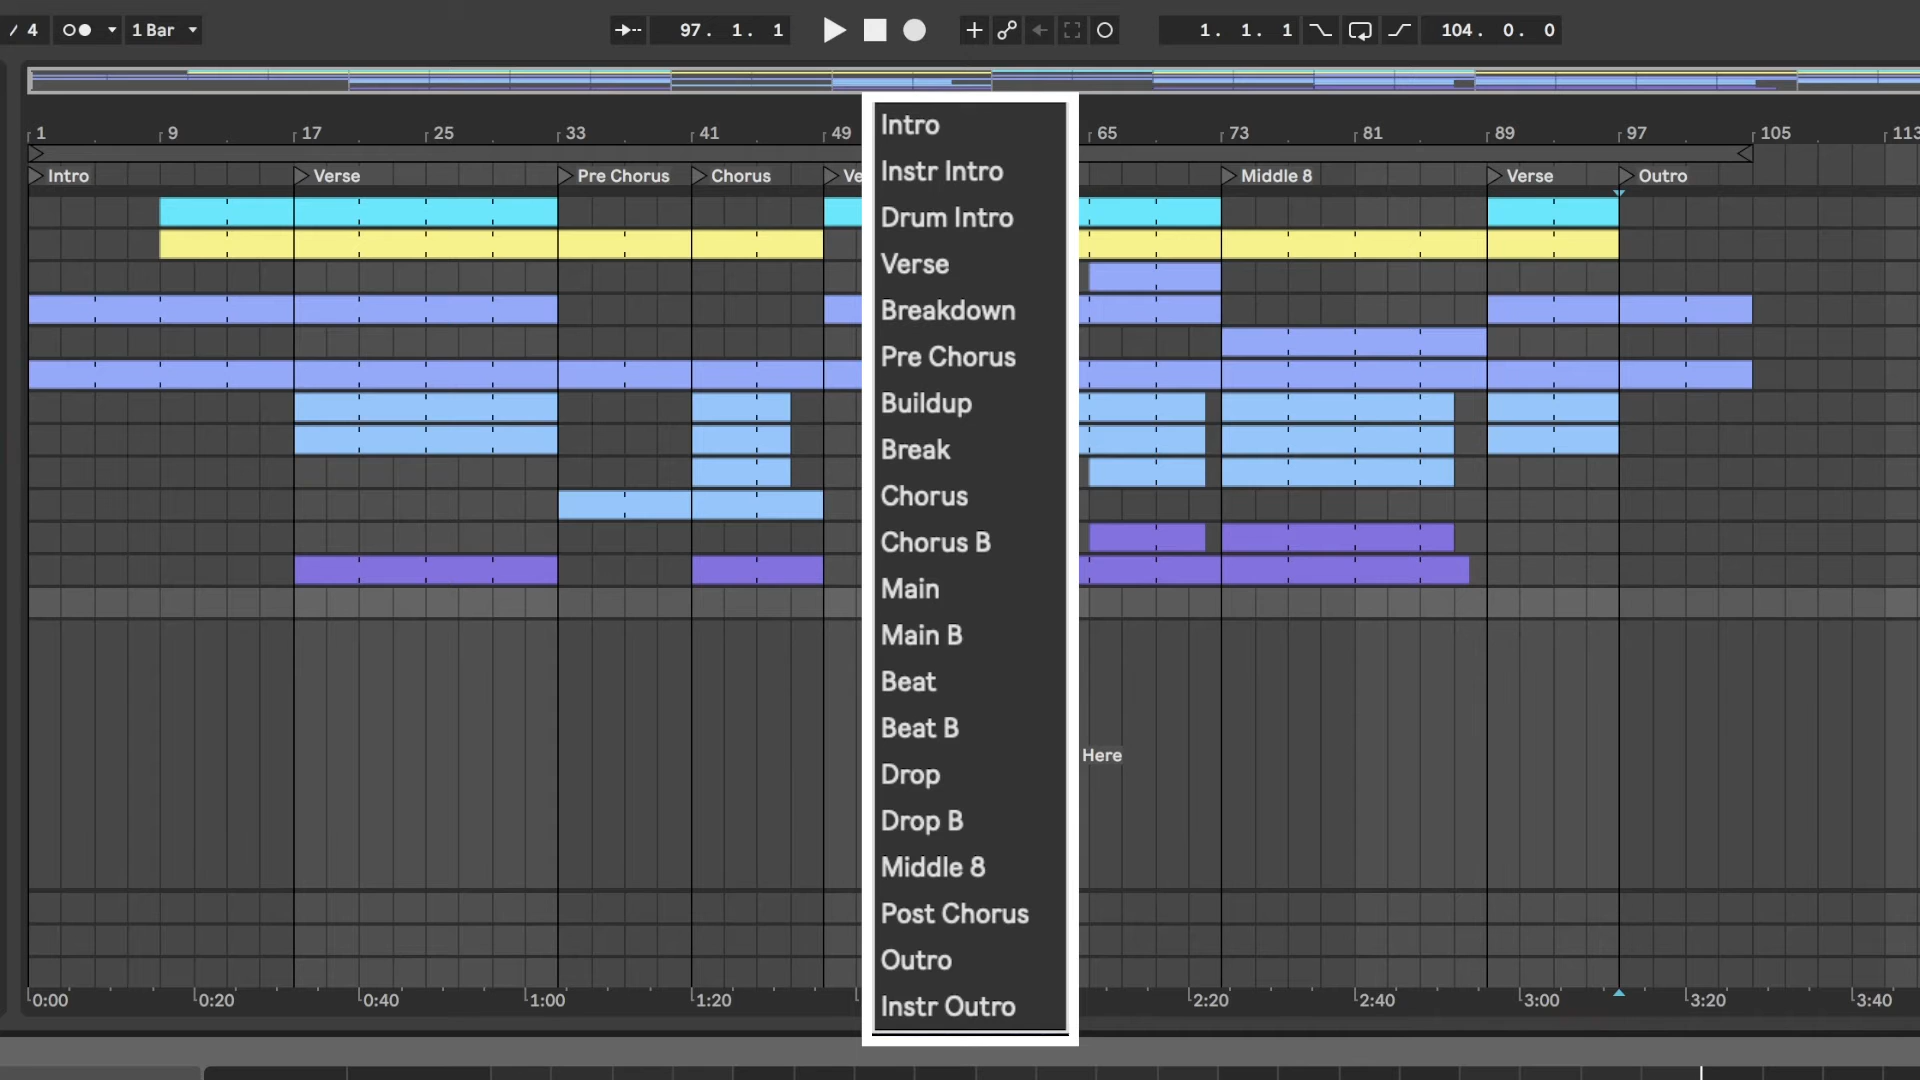 / 4 1 Bar 97. 1. 1 1. 1. 1 104. 0. 0
1 9 17 25 33 41 49 65 73 81 89 97 105 113
Intro Verse Pre Chorus Chorus Ve Middle 8 Verse Outro
Intro
Instr Intro
Drum Intro
Verse
Breakdown
Pre Chorus
Buildup
Break
Chorus
Chorus B
Main
Main B
Beat
Beat B
Drop
Drop B
Middle 8
Post Chorus
Outro
Instr Outro
Here
0:00 0:20 0:40 1:00 1:20 2:20 2:40 3:00 3:20 3:40